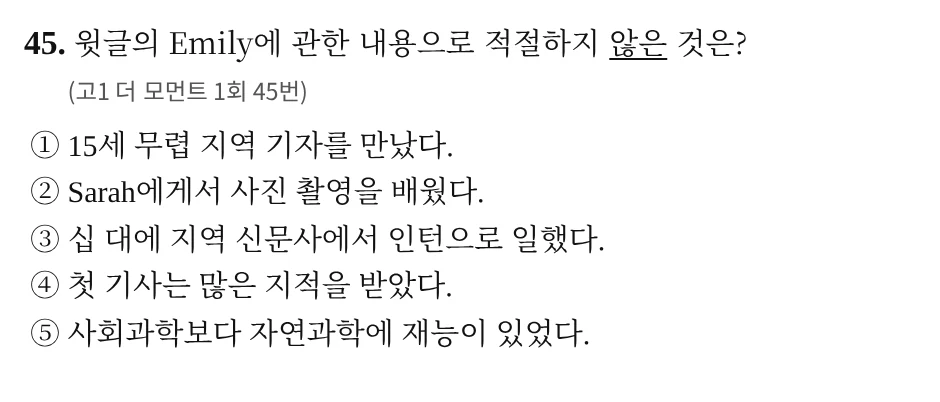 45. 윗글의 Emily에 관한 내용으로 적절하지 않은 것은?
(고1 더 모먼트 1회 45번)
① 15세 무렵 지역 기자를 만났다.
② Sarah에게서 사진 촬영을 배웠다.
③ 십 대에 지역 신문사에서 인턴으로 일했다.
④ 첫 기사는 많은 지적을 받았다.
⑤ 사회과학보다 자연과학에 재능이 있었다.